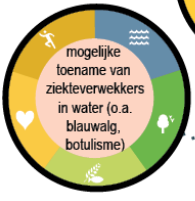 mogelijke
toename van
ziekteverwekkers
in water (o.a.
blauwalg,
botulisme)